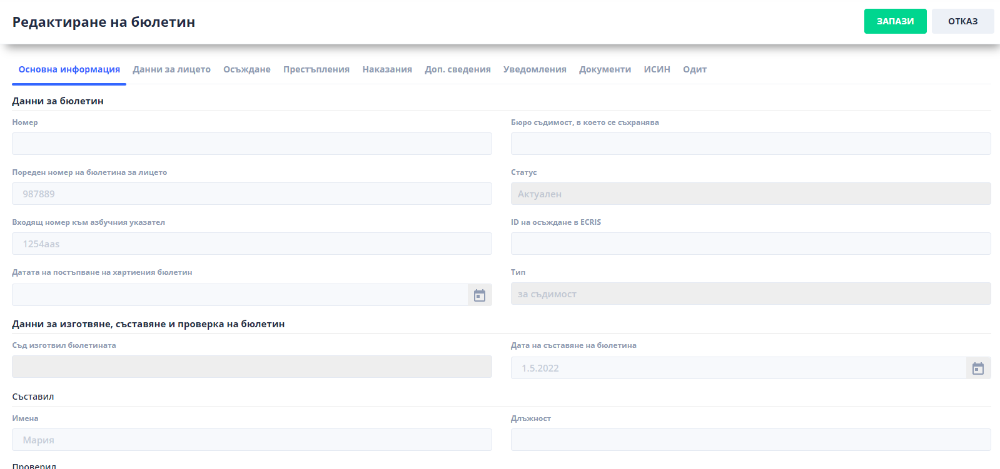 Редактиране на бюлетин
ЗАПАЗИ ОТКАЗ
Основна информация Данни за лицето Осъждане Престъпления Наказания Доп. сведения Уведомления Документи ИСИН Одит
Данни за бюлетин
Номер Бюро съдимост, в което се съхранява
Пореден номер на бюлетина за лицето Статус
987889 Актуален
Входящ номер към азбучния указател ID на осъждане в ECRIS
1254aas
Датата на постъпване на хартиения бюлетин Тип
за съдимост
Данни за изготвяне, съставяне и проверка на бюлетин
Съд изготвил бюлетината Дата на съставяне на бюлетина
1.5.2022
Съставил
Имена Длъжност
Мария
Проверил